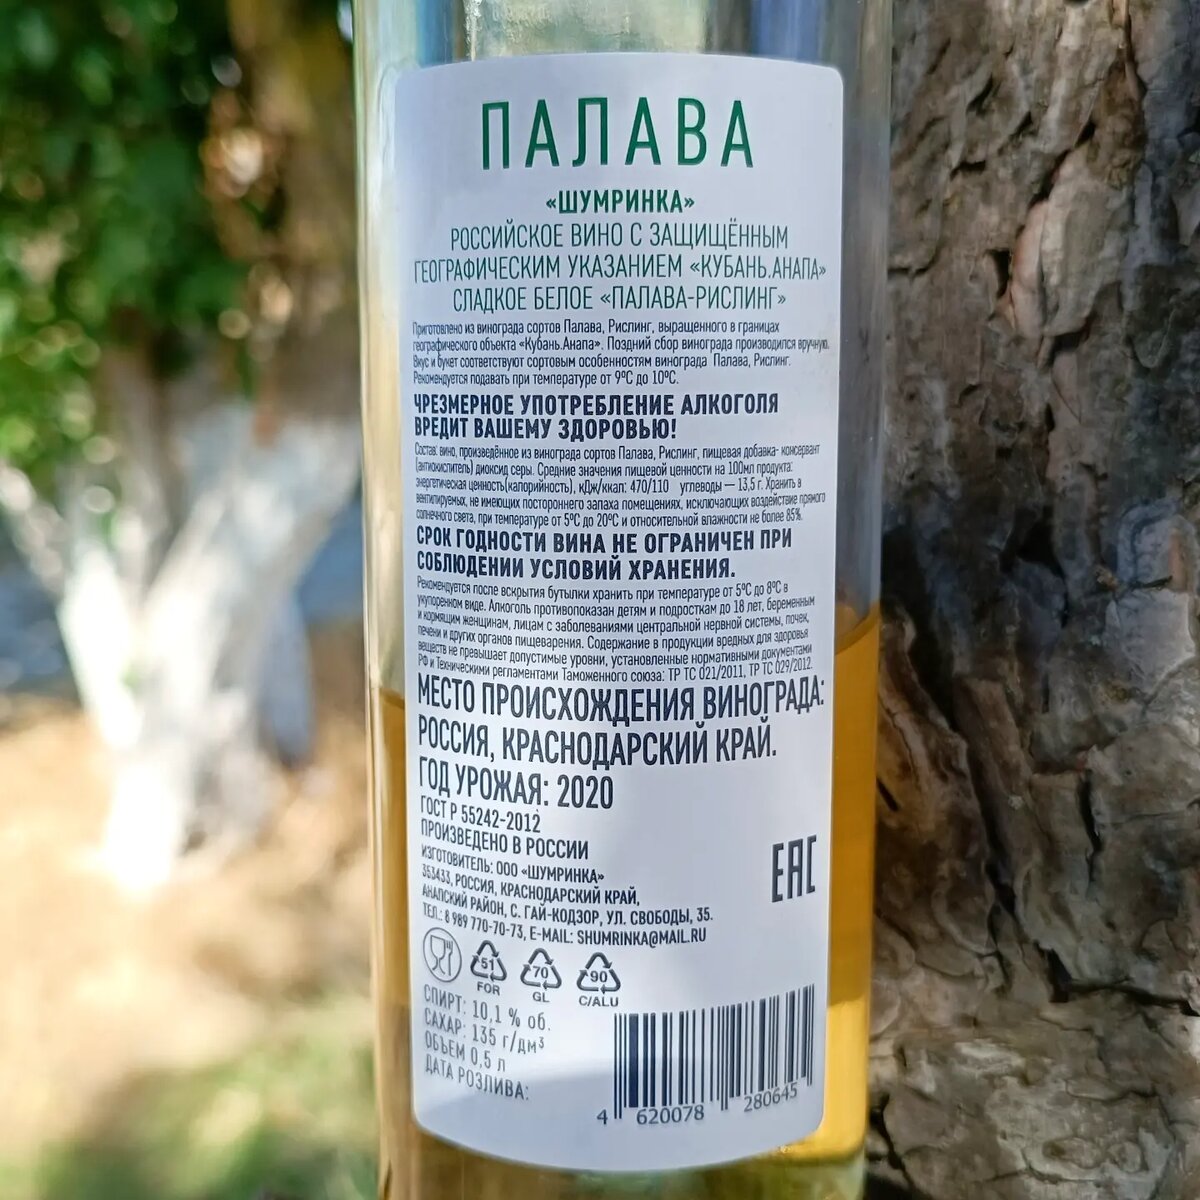 ПАЛАВА
«ШУМРИНКА»
РОССИЙСКОЕ ВИНО С ЗАЩИЩЁННЫМ
ГЕОГРАФИЧЕСКИМ УКАЗАНИЕМ «КУБАНЬ.АНАПА»
СЛАДКОЕ БЕЛОЕ «ПАЛАВА-РИСЛИНГ»
Приготовлено из винограда сортов Палава, Рислинг, выращенного в границах
географического объекта «Кубань.Анапа». Поздний сбор винограда производился вручную.
Вкус и букет соответствуют сортовым особенностям винограда Палава, Рислинг.
Рекомендуется подавать при температуре от 9°С до 10°С.
ЧРЕЗМЕРНОЕ УПОТРЕБЛЕНИЕ АЛКОГОЛЯ
ВРЕДИТ ВАШЕМУ ЗДОРОВЬЮ!
Состав: вино, произведённое из винограда сортов Палава, Рислинг, пищевая добавка- консервант
(антиокислитель) диоксид серы. Средние значения пищевой ценности на 100мл продукта:
энергетическая ценность(калорийность), кДж/ккал: 470/110 углеводы — 13,5 г. Хранить в
вентилируемых, не имеющих постороннего запаха помещениях, исключающих воздействие прямого
солнечного света, при температуре от 5°С до 20°С и относительной влажности не более 85%.
СРОК ГОДНОСТИ ВИНА НЕ ОГРАНИЧЕН ПРИ
СОБЛЮДЕНИИ УСЛОВИЙ ХРАНЕНИЯ.
Рекомендуется после вскрытия бутылки хранить при температуре от 5°С до 8°С в
укупоренном виде. Алкоголь противопоказан детям и подросткам до 18 лет, беременным
и кормящим женщинам, лицам с заболеваниями центральной нервной системы, почек,
печени и других органов пищеварения. Содержание в продукции вредных для здоровья
веществ не превышает допустимые уровни, установленные нормативными документами
РФ и Техническими регламентами Таможенного союза: ТР ТС 021/2011, ТР ТС 029/2012.
МЕСТО ПРОИСХОЖДЕНИЯ ВИНОГРАДА:
РОССИЯ, КРАСНОДАРСКИЙ КРАЙ.
ГОД УРОЖАЯ: 2020
ГОСТ Р 55242-2012
ПРОИЗВЕДЕНО В РОССИИ
ИЗГОТОВИТЕЛЬ: ООО «ШУМРИНКА»
353433, РОССИЯ, КРАСНОДАРСКИЙ КРАЙ,
АНАПСКИЙ РАЙОН, С. ГАЙ-КОДЗОР, УЛ. СВОБОДЫ, 35.
ТЕЛ.: 8 989 770-70-73, E-MAIL: SHUMRINKA@MAIL.RU
ЕАС
51 70 90
FOR GL C/ALU
СПИРТ: 10,1 % об.
САХАР: 135 г/дм³
ОБЪЕМ 0,5 л
ДАТА РОЗЛИВА:
4 620078 280645